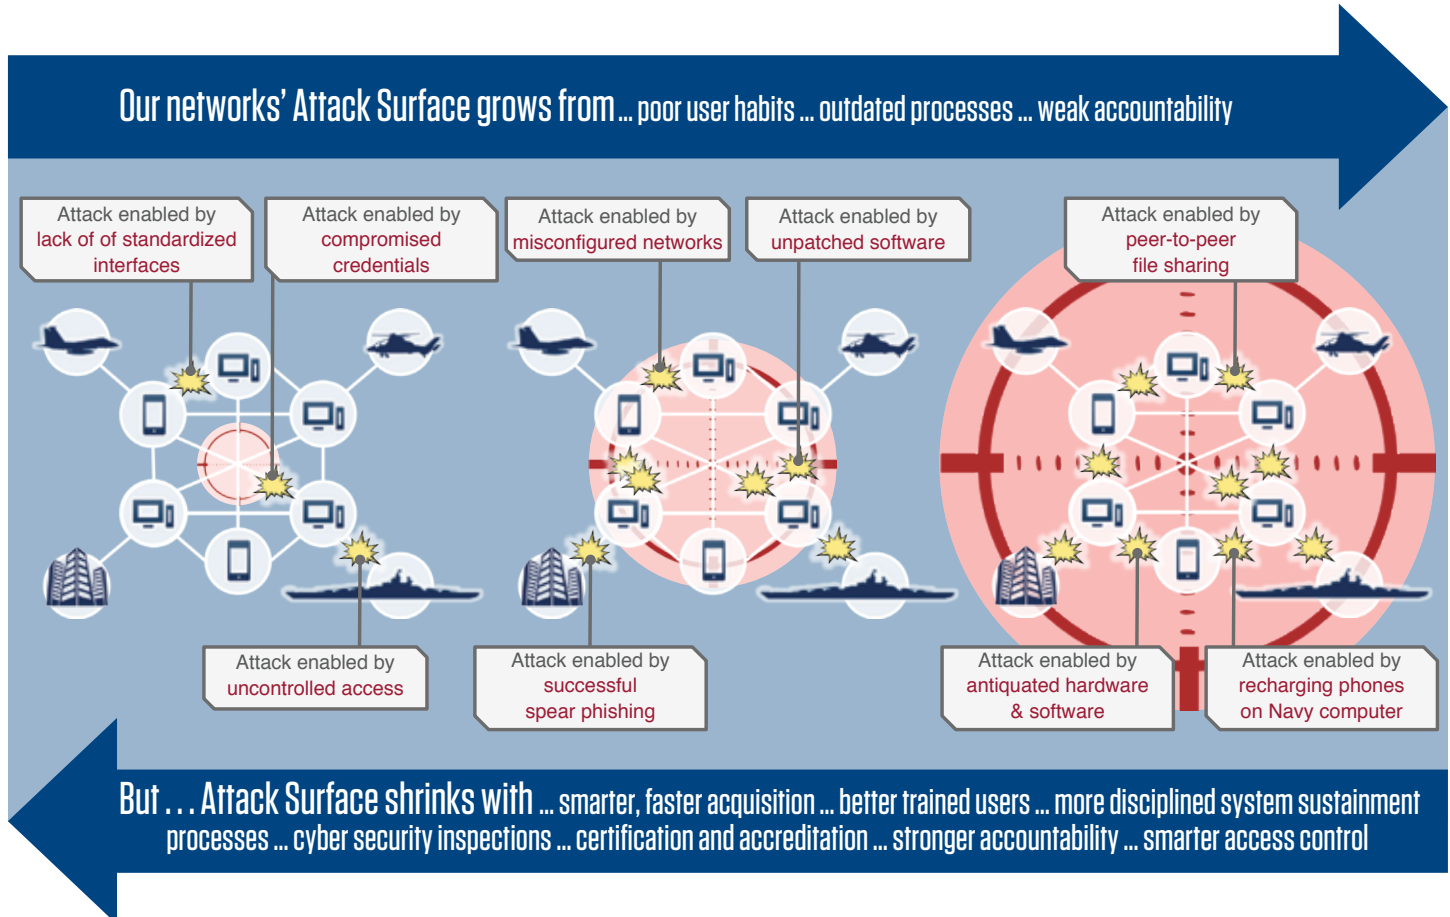 Our networks’ Attack Surface grows from ... poor user habits ... outdated processes ... weak accountability
Attack enabled by
lack of of standardized
interfaces
Attack enabled by
compromised
credentials
Attack enabled by
misconfigured networks
Attack enabled by
unpatched software
Attack enabled by
peer-to-peer
file sharing
Attack enabled by
uncontrolled access
Attack enabled by
successful
spear phishing
Attack enabled by
antiquated hardware
& software
Attack enabled by
recharging phones
on Navy computer
But . . . Attack Surface shrinks with ... smarter, faster acquisition ... better trained users ... more disciplined system sustainment
processes ... cyber security inspections ... certification and accreditation ... stronger accountability ... smarter access control